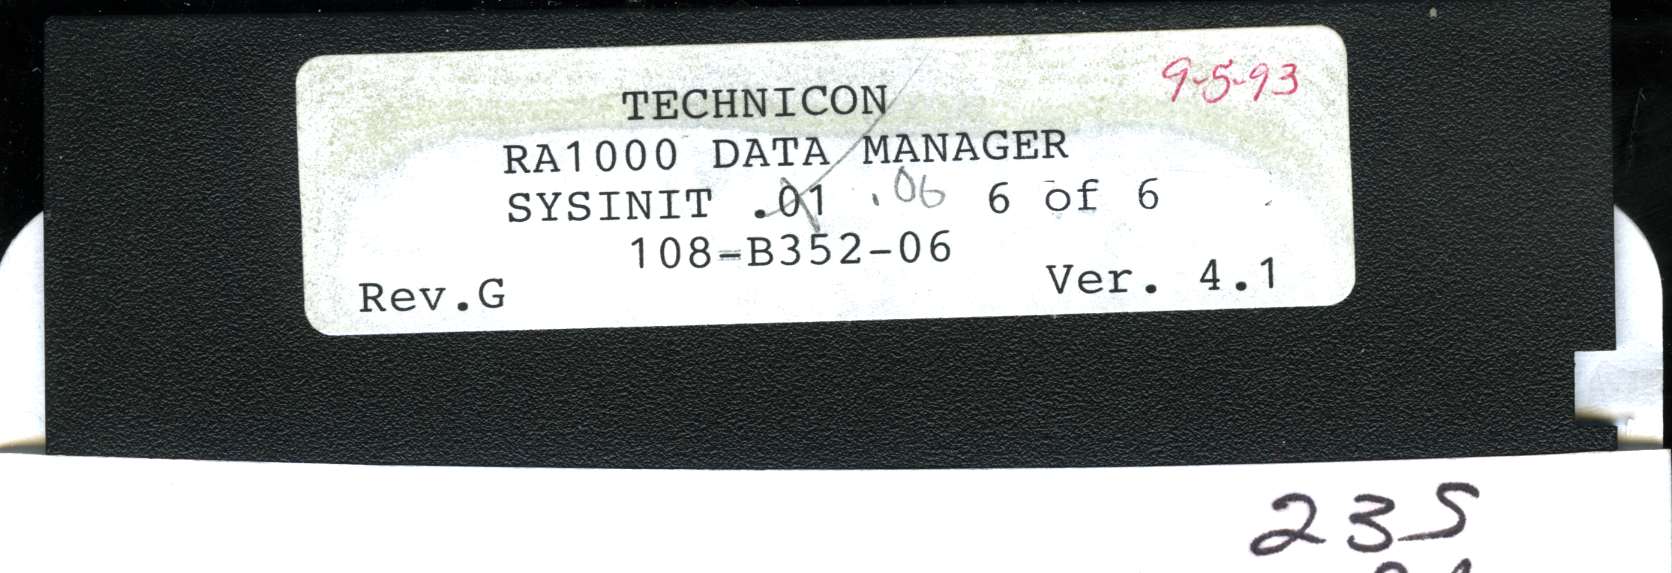 9-5-93
TECHNICON
RA1000 DATA MANAGER
SYSINIT .01 .06 6 of 6
108-B352-06
Rev.G Ver. 4.1
235